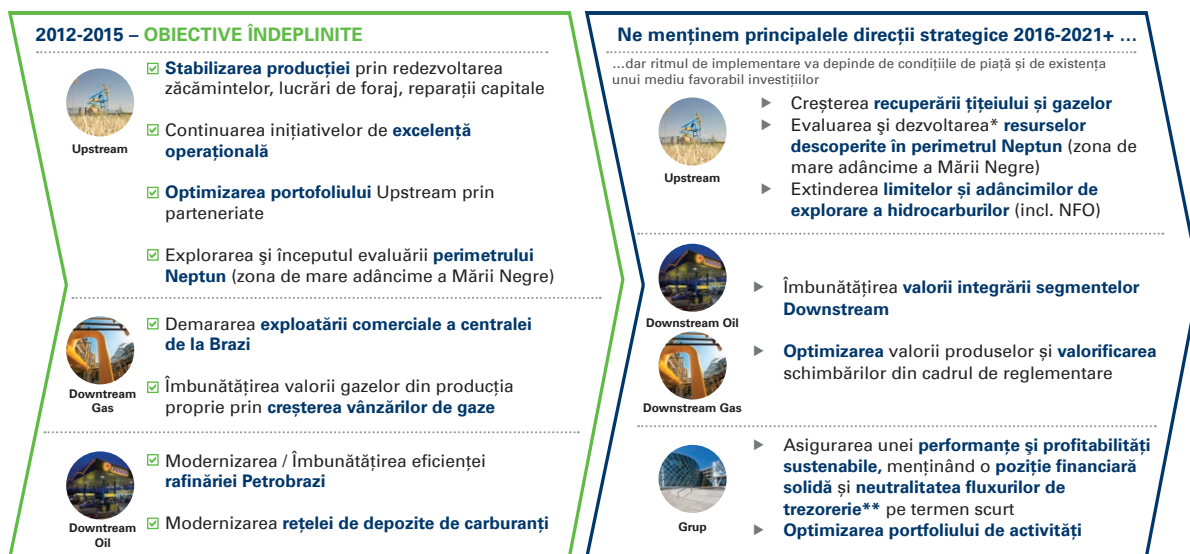 2012-2015 – OBIECTIVE ÎNDEPLINITE
Upstream
Stabilizarea producției prin redezvoltarea
zăcămintelor, lucrări de foraj, reparații capitale
Continuarea inițiativelor de excelență
operațională
Optimizarea portofoliului Upstream prin
parteneriate
Explorarea şi începutul evaluării perimetrului
Neptun (zona de mare adâncime a Mării Negre)
Downtream
Gas
Demararea exploatării comerciale a centralei
de la Brazi
Îmbunătățirea valorii gazelor din producția
proprie prin creșterea vânzărilor de gaze
Downtream
Oil
Modernizarea / Îmbunătățirea eficienței
rafinăriei Petrobrazi
Modernizarea rețelei de depozite de carburanți
Ne menținem principalele direcții strategice 2016-2021+ …
…dar ritmul de implementare va depinde de condițiile de piață și de existența
unui mediu favorabil investițiilor
Upstream
Creșterea recuperării țițeiului și gazelor
Evaluarea şi dezvoltarea* resurselor
descoperite în perimetrul Neptun (zona de
mare adâncime a Mării Negre)
Extinderea limitelor și adâncimilor de
explorare a hidrocarburilor (incl. NFO)
Downstream Oil
Downstream Gas
Îmbunătățirea valorii integrării segmentelor
Downstream
Optimizarea valorii produselor și valorificarea
schimbărilor din cadrul de reglementare
Grup
Asigurarea unei performanțe şi profitabilități
sustenabile, menținând o poziție financiară
solidă și neutralitatea fluxurilor de
trezorerie** pe termen scurt
Optimizarea portfoliului de activități